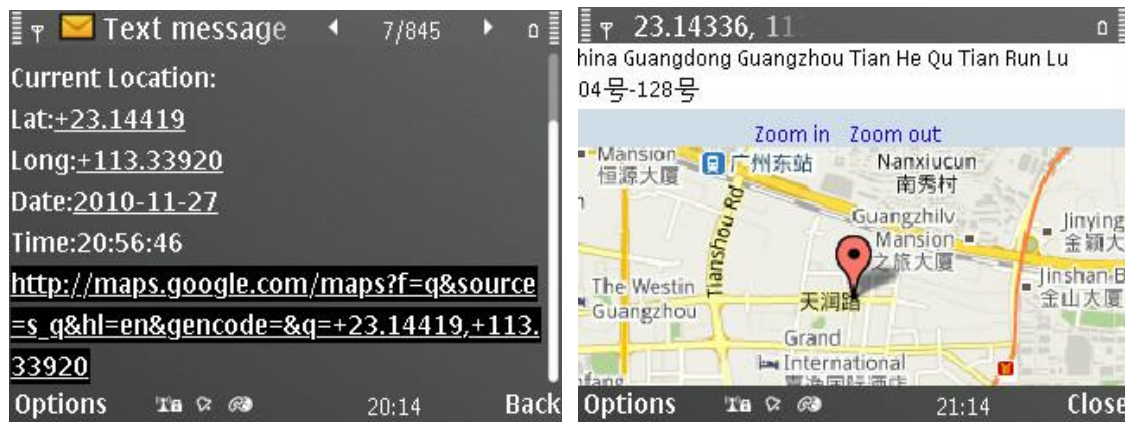 Text message
7/845
Current Location:
Lat:+23.14419
Long:+113.33920
Date:2010-11-27
Time:20:56:46
http://maps.google.com/maps?f=q&source
=s_q&hl=en&gencode=&q=+23.14419,+113.
33920
Options
20:14
Back
23.14336, 11
hina Guangdong Guangzhou Tian He Qu Tian Run Lu
04号-128号
Zoom in Zoom out
Mansion
恒源大厦
广州东站
Nanxiucun
南秀村
Tianshou Rd
Guangzhilv
Mansion
之旅大厦
Jinying
金颖大
The Westin
Guangzhou
天润路
Jinshan B
金山大厦
Grand
International
Options
21:14
Close